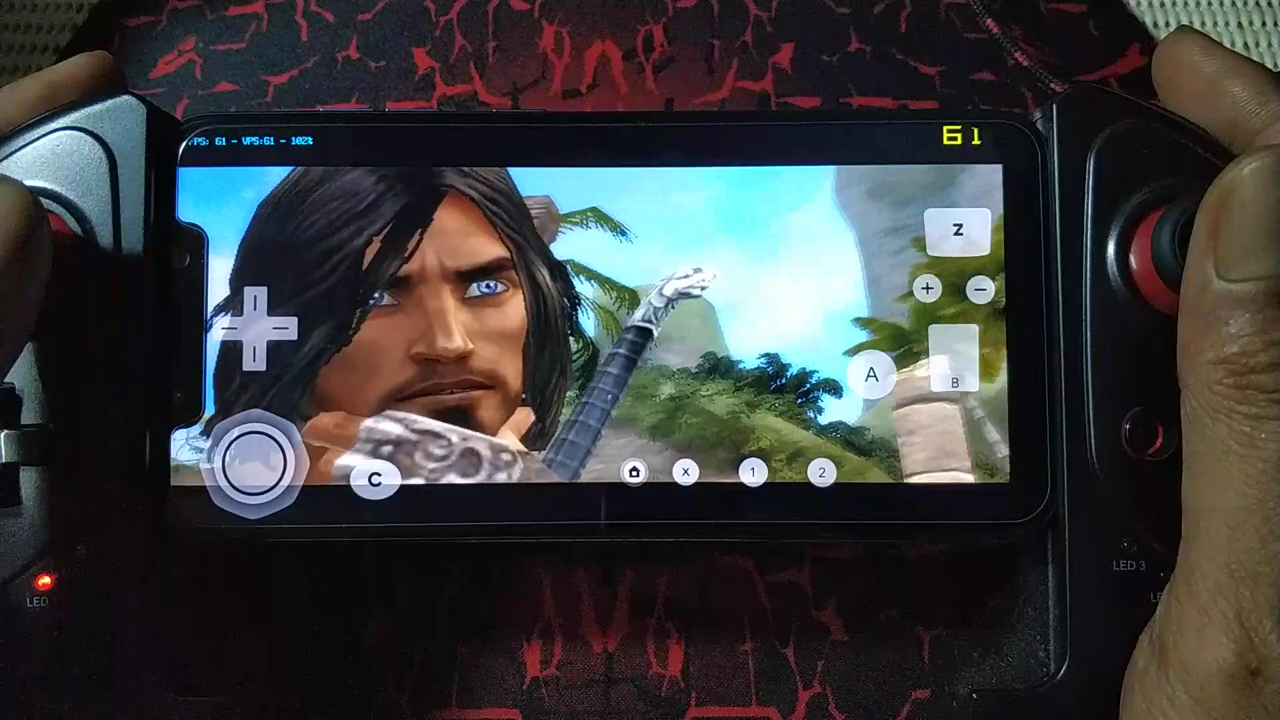 FPS: 61 - VPS:61 - 102%
61
Z
+ −
A
B
C
X
1
2
LED
LED 3